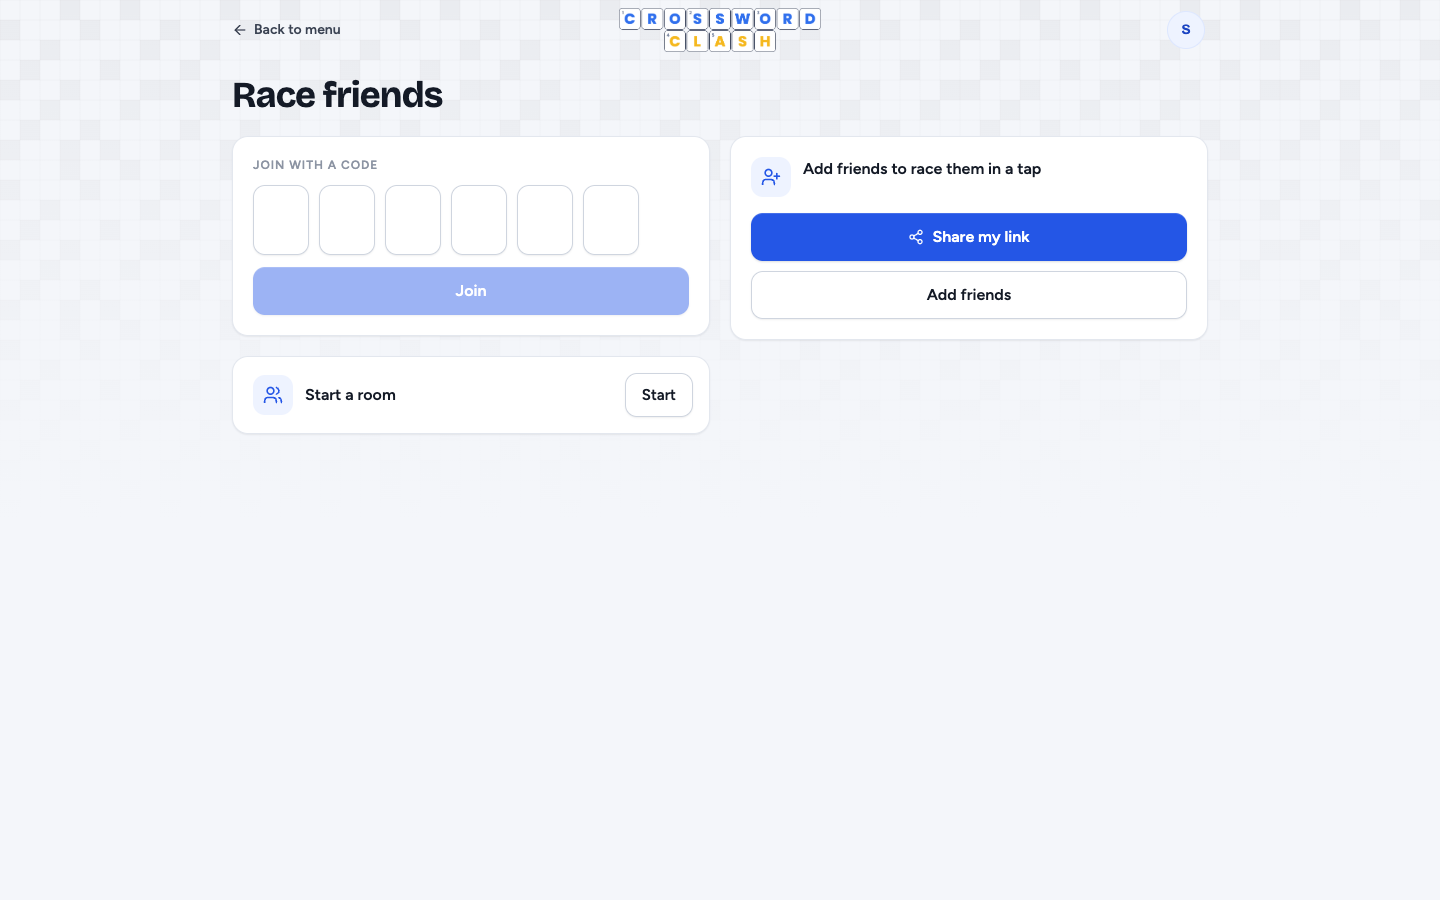 Back to menu
CROSSWORD
CLASH
S
Race friends
JOIN WITH A CODE
Join
Start a room
Start
Add friends to race them in a tap
Share my link
Add friends